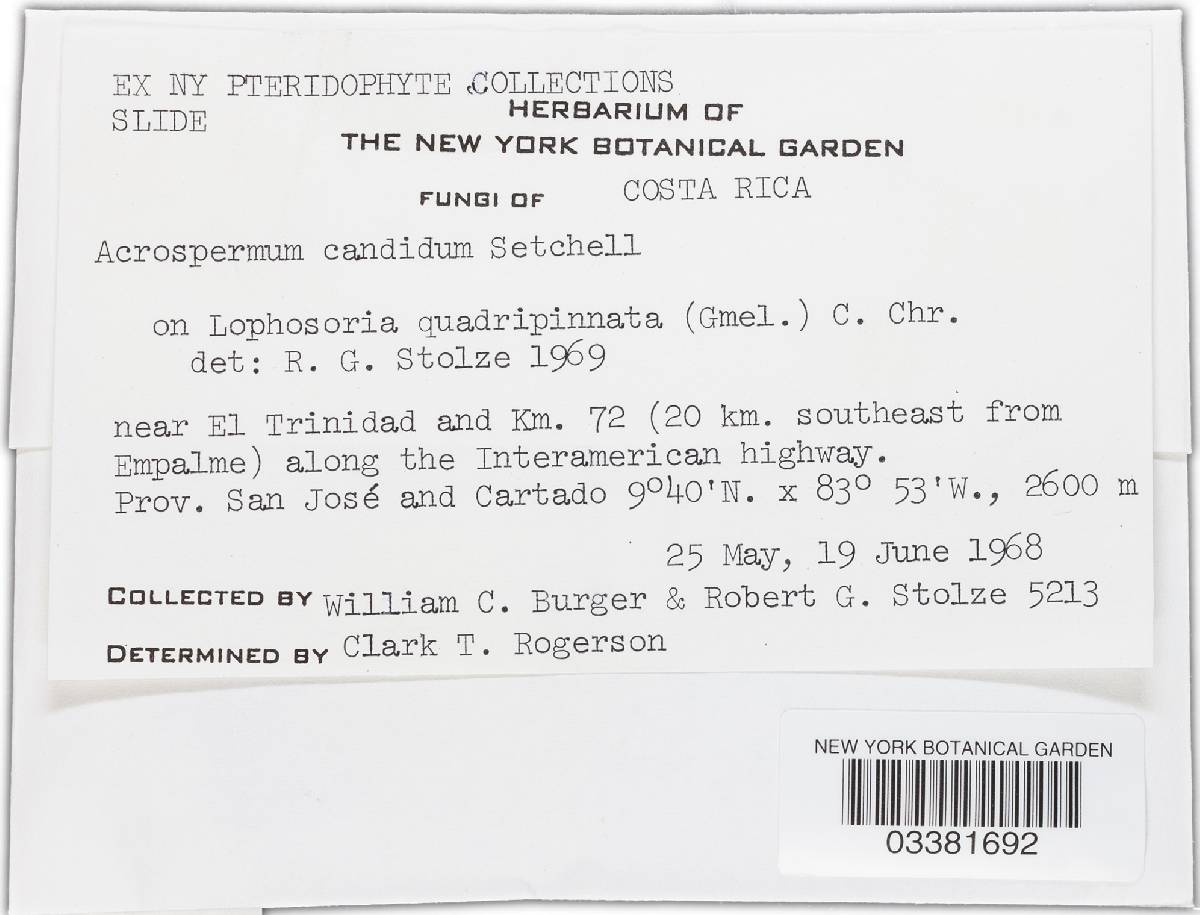 EX NY PTERIDOPHYTE COLLECTIONS
SLIDE
HERBARIUM OF
THE NEW YORK BOTANICAL GARDEN
FUNGI OF COSTA RICA
Acrospermum candidum Setchell
on Lophosoria quadripinnata (Gmel.) C. Chr.
det: R. G. Stolze 1969
near El Trinidad and Km. 72 (20 km. southeast from
Empalme) along the Interamerican highway.
Prov. San José and Cartado 9°40'N. x 83° 53'W., 2600 m
25 May, 19 June 1968
COLLECTED BY William C. Burger & Robert G. Stolze 5213
DETERMINED BY Clark T. Rogerson
NEW YORK BOTANICAL GARDEN
03381692